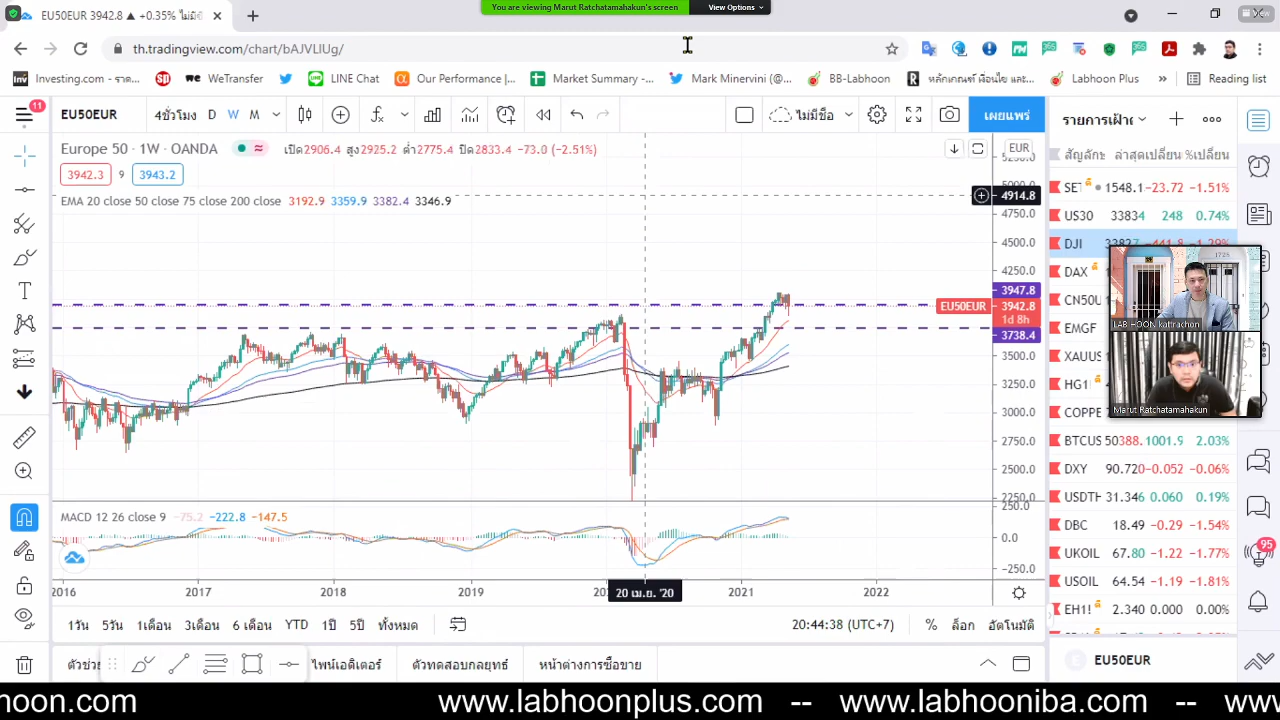 EU50EUR 3942.8 ▲ +0.35%
You are viewing Marut Ratchatamahakun's screen
View Options
View
th.tradingview.com/chart/bAJVLIUg/
Investing.com - ราค...
WeTransfer
LINE Chat
Our Performance |...
Market Summary -...
Mark Minervini (@...
BB-Labhoon
หลักเกณฑ์ เงื่อนไข และ...
Labhoon Plus
Reading list
11
EU50EUR
4ชั่วโมง
D
W
M
ไม่มีชื่อ
เผยแพร่
รายการเฝ้า
Europe 50 · 1W · OANDA
เปิด2906.4 สูง2925.2 ต่ำ2775.4 ปิด2833.4 -73.0 (-2.51%)
EUR
3942.3
9
3943.2
EMA 20 close 50 close 75 close 200 close 3192.9 3359.9 3382.4 3346.9
5000.0
4914.8
4750.0
4500.0
4250.0
3947.8
EU50EUR
3942.8
1d 8h
3738.4
3500.0
3250.0
3000.0
2750.0
2500.0
2250.0
MACD 12 26 close 9 -75.2 -222.8 -147.5
250.0
0.0
-250.0
2016
2017
2018
2019
20 เม.ย. '20
2021
2022
1วัน
5วัน
1เดือน
3เดือน
6 เดือน
YTD
1ปี
5ปี
ทั้งหมด
20:44:38 (UTC+7)
%
ล็อก
อัตโนมัติ
ไพน์เอดิเตอร์
ตัวทดสอบกลยุทธ์
หน้าต่างการซื้อขาย
สัญลักษ ล่าสุดเปลี่ยน %เปลี่ยน
SET 1548.1 -23.72 -1.51%
US30 33834 248 0.74%
DJI
DAX
CN50U
EMGF
XAUUS
HG1
COPPE
BTCUS 50388. 1001.9 2.03%
DXY 90.720 -0.052 -0.06%
USDTH 31.346 0.060 0.19%
DBC 18.49 -0.29 -1.54%
UKOIL 67.80 -1.22 -1.77%
USOIL 64.54 -1.19 -1.81%
EH1! 2.340 0.000 0.00%
95
LAB HOON kattrachon
Marut Ratchatamahakun
E EU50EUR
hoon.com -- www.labhoonplus.com -- www.labhooniba.com -- ww